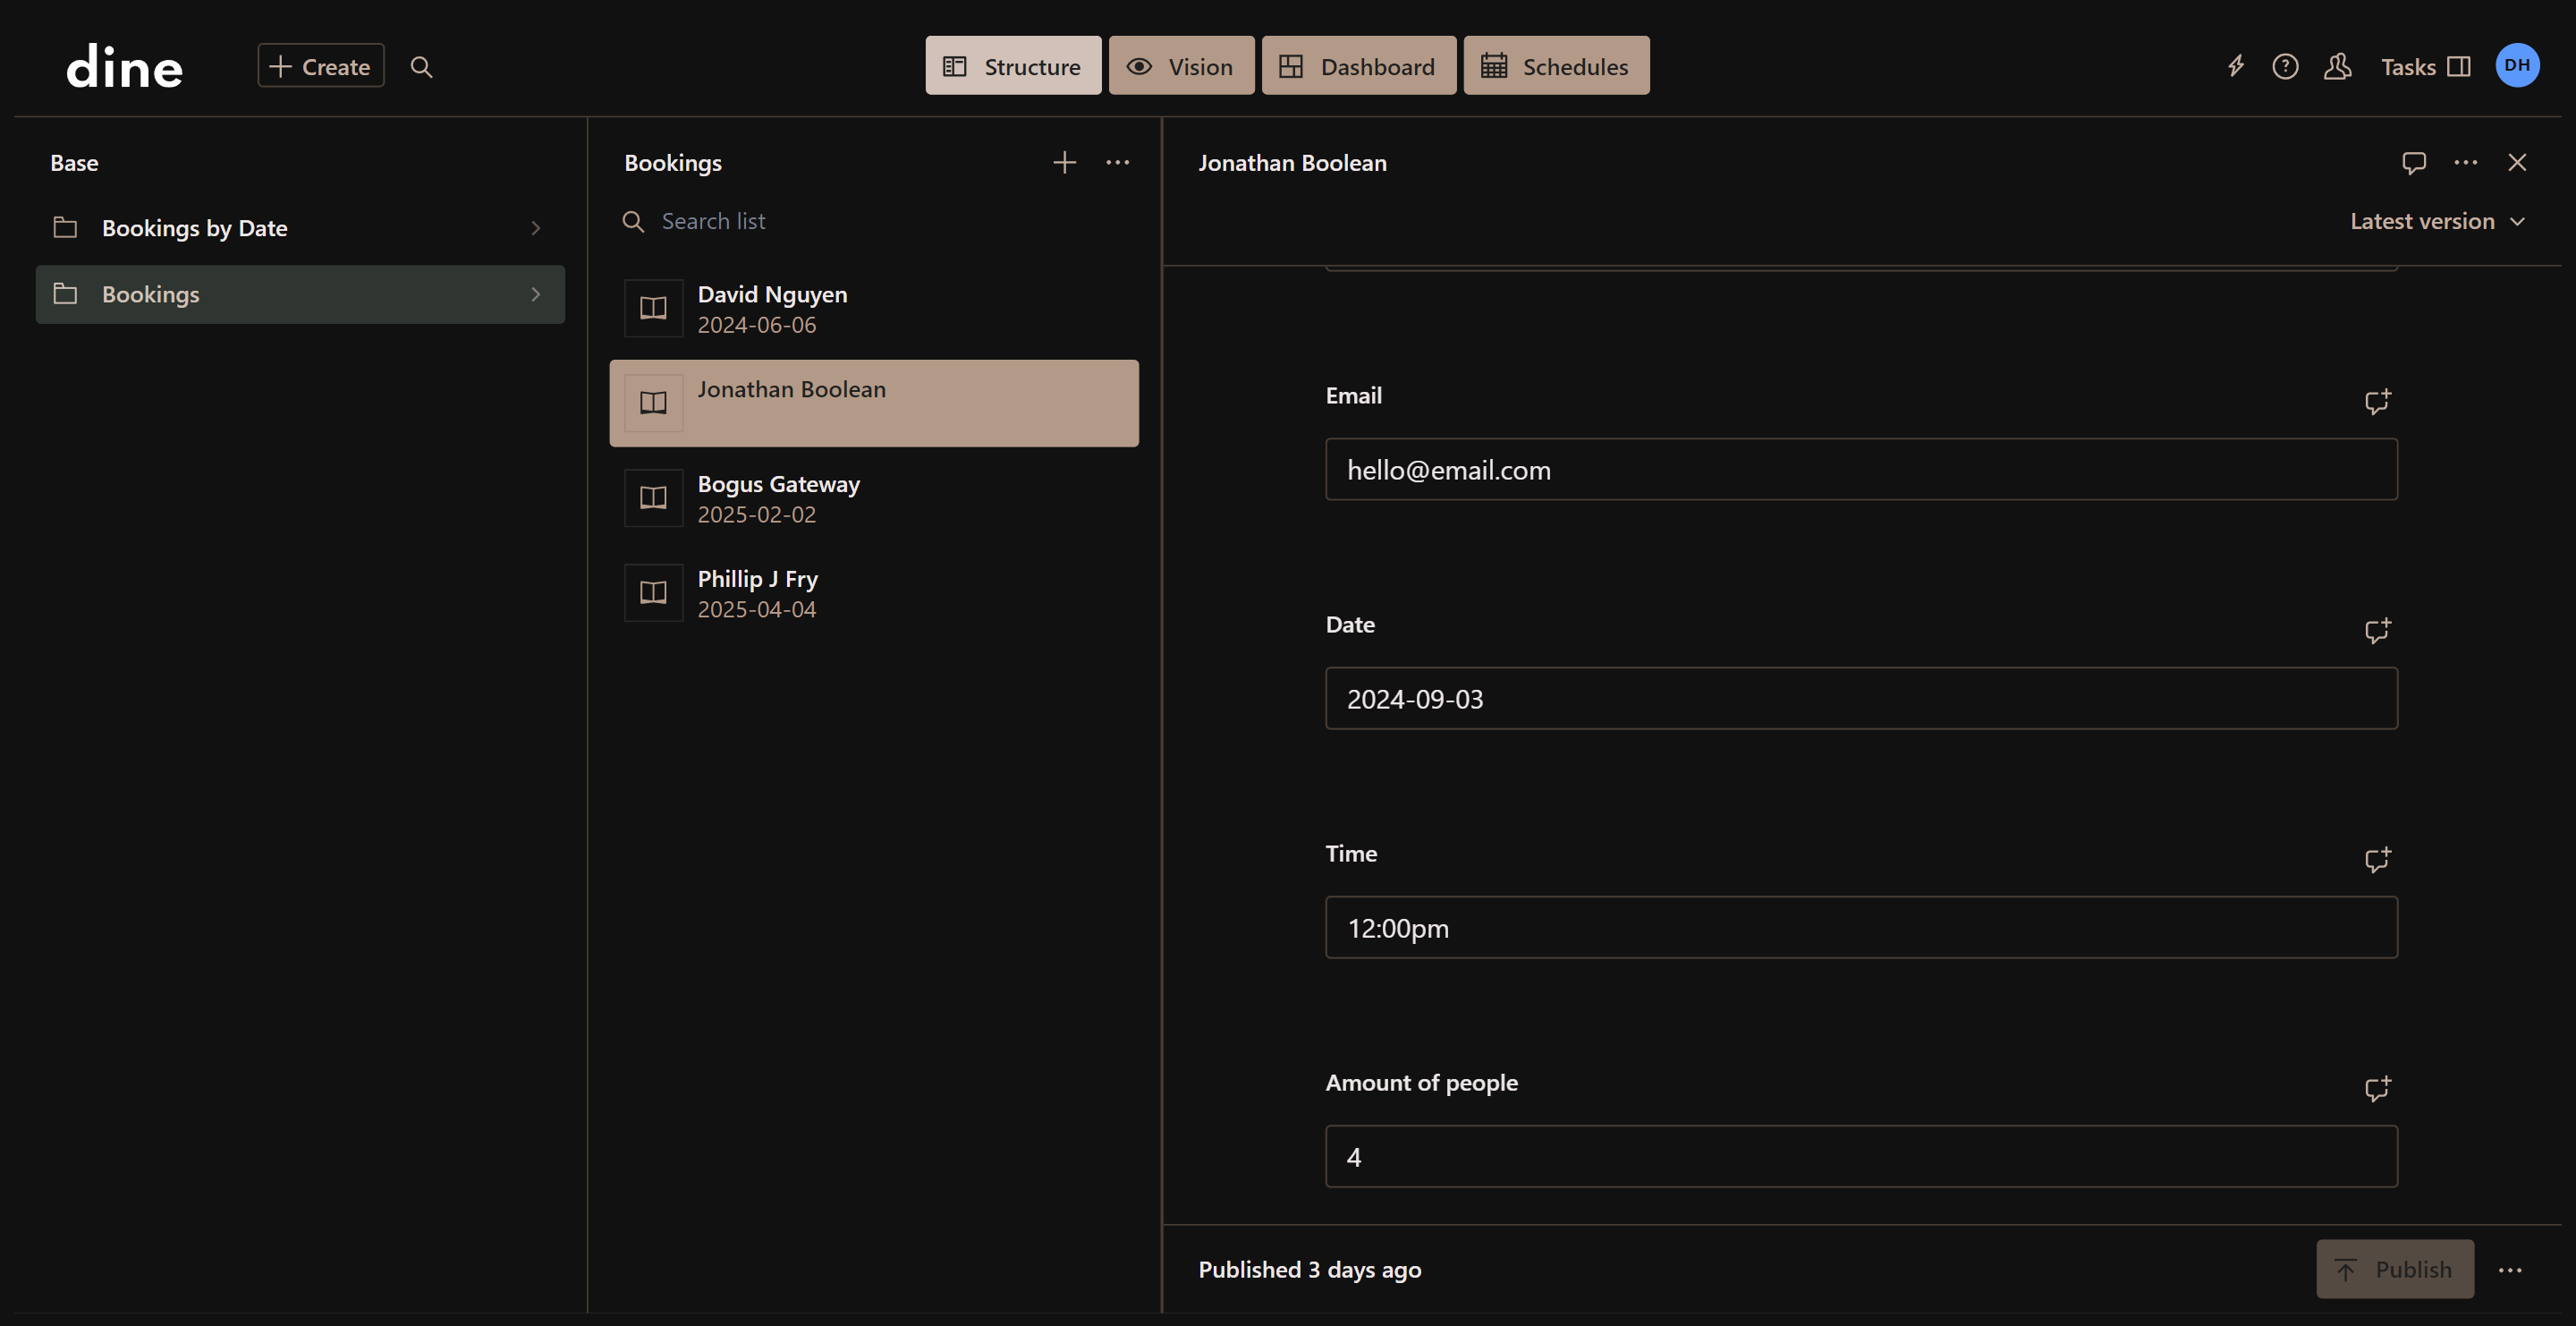 dine
Create
Structure
Vision
Dashboard
Schedules
Tasks
DH
Base
Bookings by Date
Bookings
Bookings
Search list
David Nguyen
2024-06-06
Jonathan Boolean
Bogus Gateway
2025-02-02
Phillip J Fry
2025-04-04
Jonathan Boolean
Latest version
Email
hello@email.com
Date
2024-09-03
Time
12:00pm
Amount of people
4
Published 3 days ago
Publish